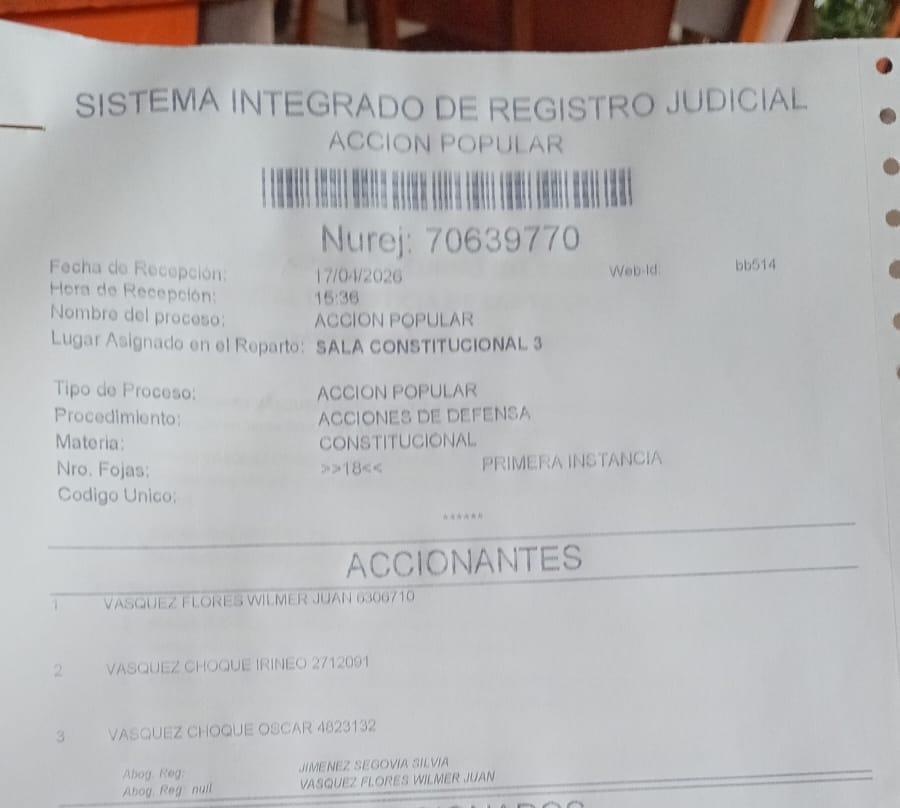 SISTEMA INTEGRADO DE REGISTRO JUDICIAL
ACCION POPULAR
Nurej: 70639770
Fecha de Recepción: 17/04/2026 Web-Id: bb514
Hora de Recepción: 15:36
Nombre del proceso: ACCION POPULAR
Lugar Asignado en el Reparto: SALA CONSTITUCIONAL 3
Tipo de Proceso: ACCION POPULAR
Procedimiento: ACCIONES DE DEFENSA
Materia: CONSTITUCIONAL
Nro. Fojas: >>18<< PRIMERA INSTANCIA
Codigo Unico:
******
ACCIONANTES
1 VASQUEZ FLORES WILMER JUAN 6306710
2 VASQUEZ CHOQUE IRINEO 2712091
3 VASQUEZ CHOQUE OSCAR 4823132
Abog. Reg: JIMENEZ SEGOVIA SILVIA
Abog. Reg: null VASQUEZ FLORES WILMER JUAN